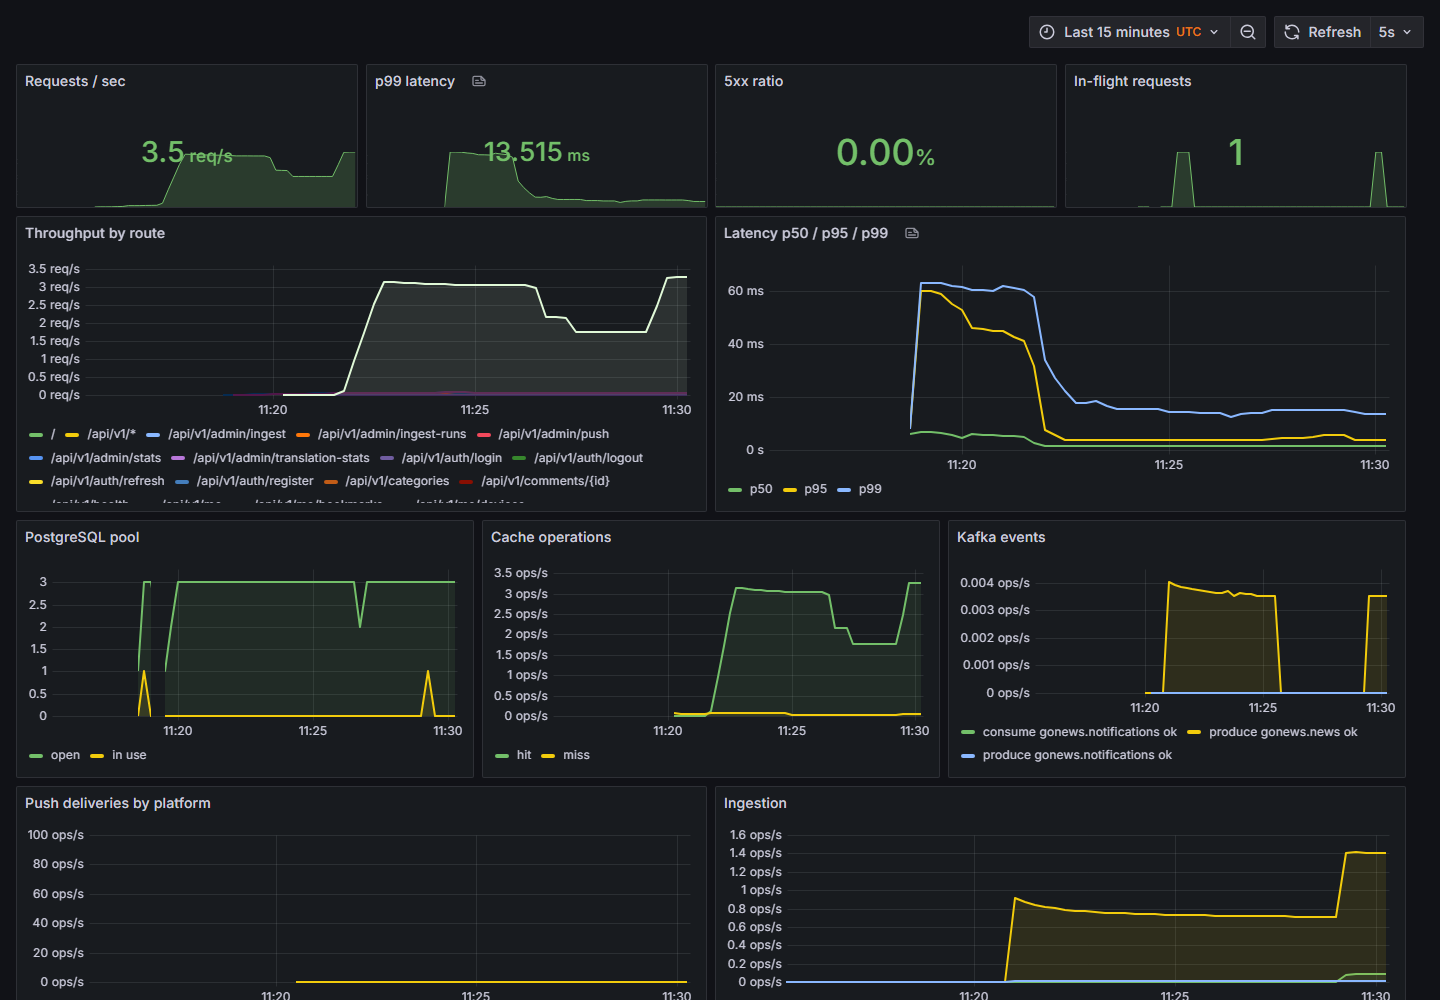 Last 15 minutes UTC Refresh 5s
Requests / sec p99 latency 5xx ratio In-flight requests
3.5 req/s 13.515 ms 0.00% 1
Throughput by route
3.5 req/s
3 req/s
2.5 req/s
2 req/s
1.5 req/s
1 req/s
0.5 req/s
0 req/s
11:20 11:25 11:30
/ /api/v1/* /api/v1/admin/ingest /api/v1/admin/ingest-runs /api/v1/admin/push
/api/v1/admin/stats /api/v1/admin/translation-stats /api/v1/auth/login /api/v1/auth/logout
/api/v1/auth/refresh /api/v1/auth/register /api/v1/categories /api/v1/comments/{id}
Latency p50 / p95 / p99
60 ms
40 ms
20 ms
0 s
11:20 11:25 11:30
p50 p95 p99
PostgreSQL pool
3
2.5
2
1.5
1
0.5
0
11:20 11:25 11:30
open in use
Cache operations
3.5 ops/s
3 ops/s
2.5 ops/s
2 ops/s
1.5 ops/s
1 ops/s
0.5 ops/s
0 ops/s
11:20 11:25 11:30
hit miss
Kafka events
0.004 ops/s
0.003 ops/s
0.002 ops/s
0.001 ops/s
0 ops/s
11:20 11:25 11:30
consume gonews.notifications ok produce gonews.news ok
produce gonews.notifications ok
Push deliveries by platform
100 ops/s
80 ops/s
60 ops/s
40 ops/s
20 ops/s
0 ops/s
11:20 11:25 11:30
Ingestion
1.6 ops/s
1.4 ops/s
1.2 ops/s
1 ops/s
0.8 ops/s
0.6 ops/s
0.4 ops/s
0.2 ops/s
0 ops/s
11:20 11:25 11:30